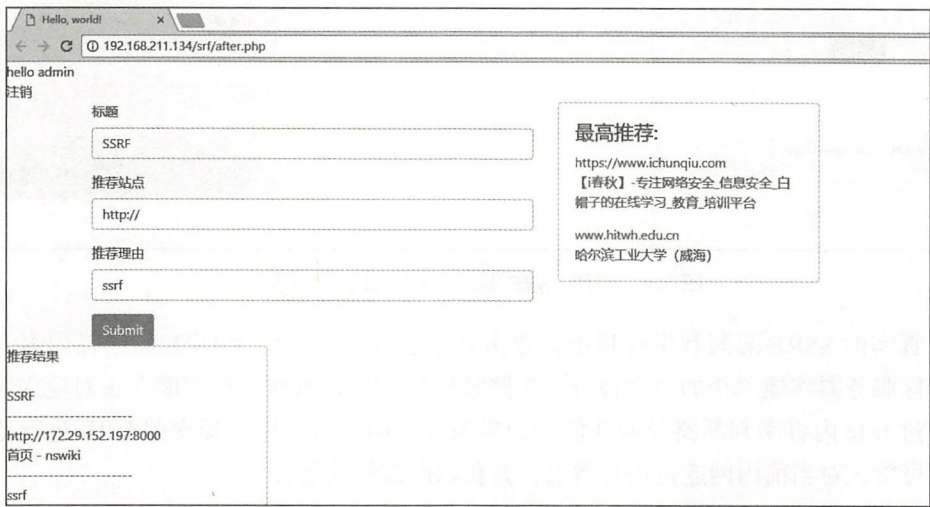 Hello, world!
192.168.211.134/srf/after.php
hello admin
注销
标题
SSRF
推荐站点
http://
推荐理由
ssrf
Submit
最高推荐:
https://www.ichunqiu.com
【i春秋】-专注网络安全_信息安全_白
帽子的在线学习_教育_培训平台
www.hitwh.edu.cn
哈尔滨工业大学（威海）
推荐结果
SSRF
http://172.29.152.197:8000
首页 - nswiki
ssrf